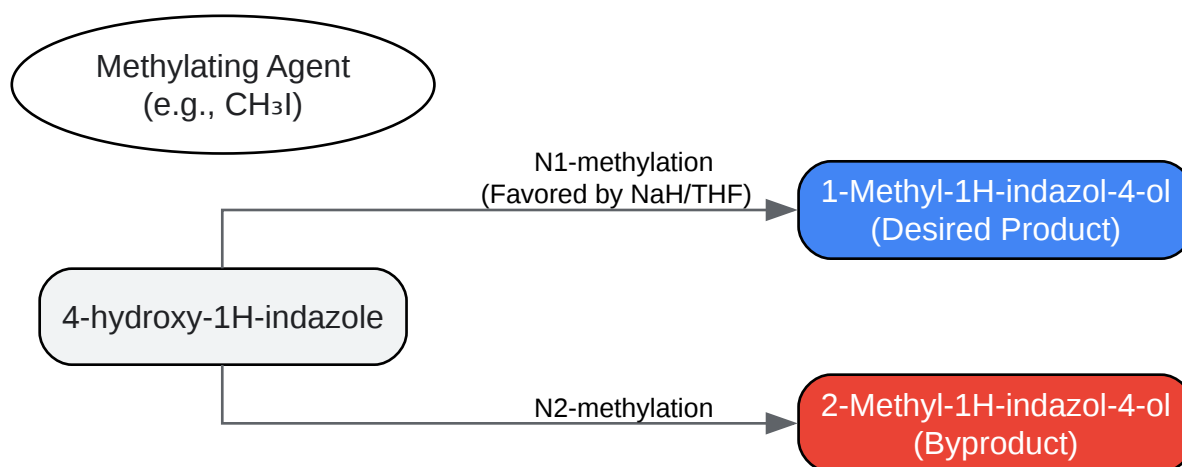 Methylating Agent
(e.g., CH₃I)
N1-methylation
(Favored by NaH/THF)
1-Methyl-1H-indazol-4-ol
(Desired Product)
4-hydroxy-1H-indazole
N2-methylation
2-Methyl-1H-indazol-4-ol
(Byproduct)